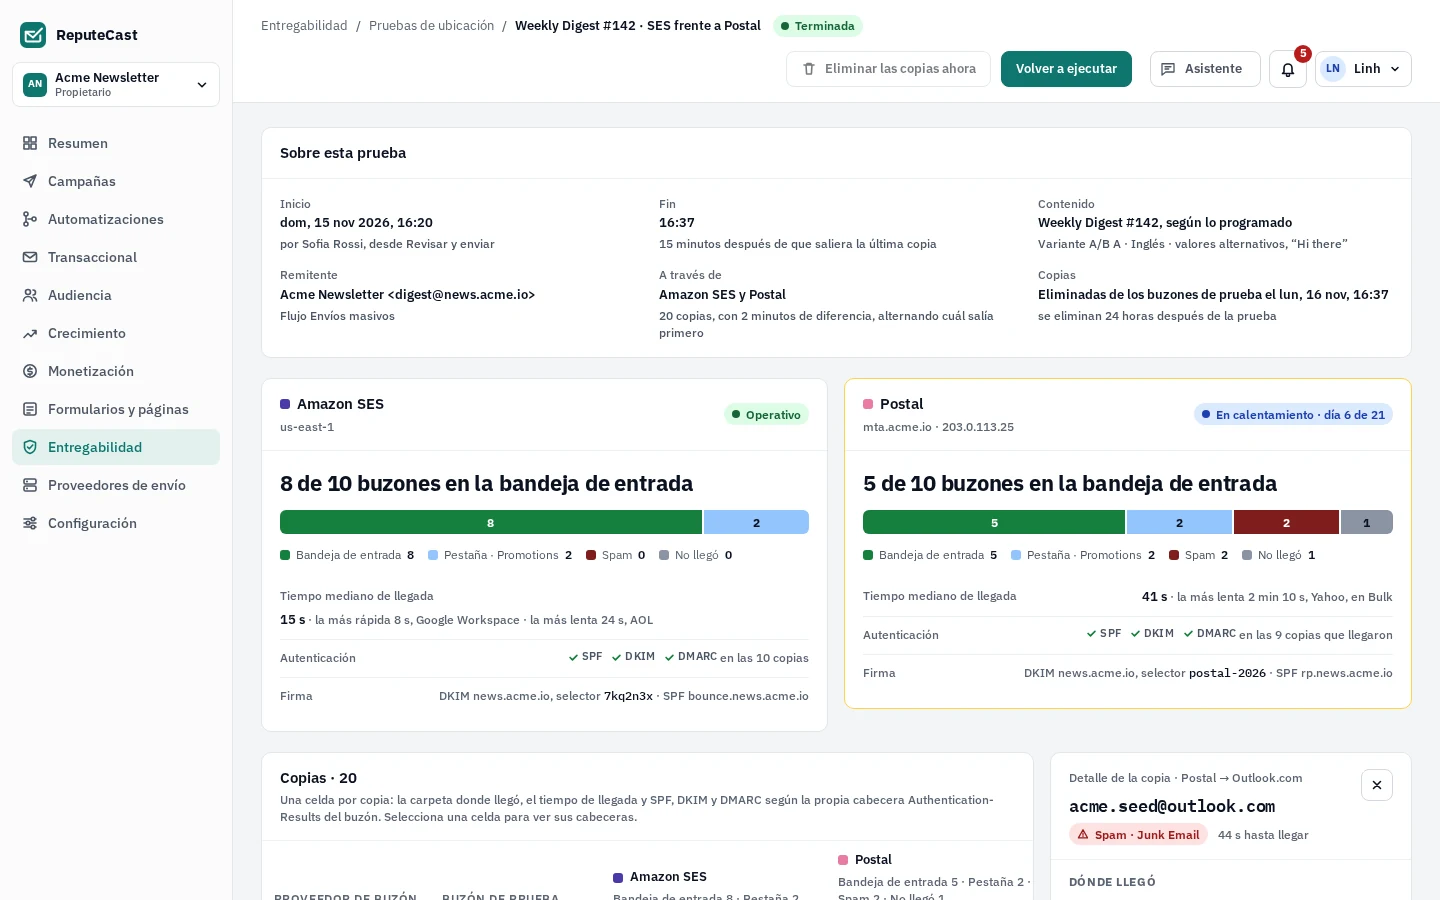 ReputeCast
AN
Acme Newsletter
Propietario
Resumen
Campañas
Automatizaciones
Transaccional
Audiencia
Crecimiento
Monetización
Formularios y páginas
Entregabilidad
Proveedores de envío
Configuración
Entregabilidad / Pruebas de ubicación / Weekly Digest #142 · SES frente a Postal
Terminada
Eliminar las copias ahora
Volver a ejecutar
Asistente
5
LN
Linh
Sobre esta prueba
Inicio
dom, 15 nov 2026, 16:20
por Sofia Rossi, desde Revisar y enviar
Fin
16:37
15 minutos después de que saliera la última copia
Contenido
Weekly Digest #142, según lo programado
Variante A/B A · Inglés · valores alternativos, “Hi there”
Remitente
Acme Newsletter <digest@news.acme.io>
Flujo Envíos masivos
A través de
Amazon SES y Postal
20 copias, con 2 minutos de diferencia, alternando cuál salía
primero
Copias
Eliminadas de los buzones de prueba el lun, 16 nov, 16:37
se eliminan 24 horas después de la prueba
Amazon SES
us-east-1
Operativo
8 de 10 buzones en la bandeja de entrada
8
2
Bandeja de entrada 8
Pestaña · Promotions 2
Spam 0
No llegó 0
Tiempo mediano de llegada
15 s · la más rápida 8 s, Google Workspace · la más lenta 24 s, AOL
Autenticación
SPF DKIM DMARC en las 10 copias
Firma
DKIM news.acme.io, selector 7kq2n3x · SPF bounce.news.acme.io
Postal
mta.acme.io · 203.0.113.25
En calentamiento · día 6 de 21
5 de 10 buzones en la bandeja de entrada
5
2
2
1
Bandeja de entrada 5
Pestaña · Promotions 2
Spam 2
No llegó 1
Tiempo mediano de llegada
41 s · la más lenta 2 min 10 s, Yahoo, en Bulk
Autenticación
SPF DKIM DMARC en las 9 copias que llegaron
Firma
DKIM news.acme.io, selector postal-2026 · SPF rp.news.acme.io
Copias · 20
Una celda por copia: la carpeta donde llegó, el tiempo de llegada y SPF, DKIM y DMARC según la propia cabecera Authentication-
Results del buzón. Selecciona una celda para ver sus cabeceras.
PROVEEDOR DE BUZÓN
BUZÓN DE PRUEBA
Amazon SES
Bandeja de entrada 8 · Pestaña 2
Postal
Bandeja de entrada 5 · Pestaña 2 ·
Spam 2 · No llegó 1
Detalle de la copia · Postal → Outlook.com
acme.seed@outlook.com
Spam · Junk Email
44 s hasta llegar
DÓNDE LLEGÓ